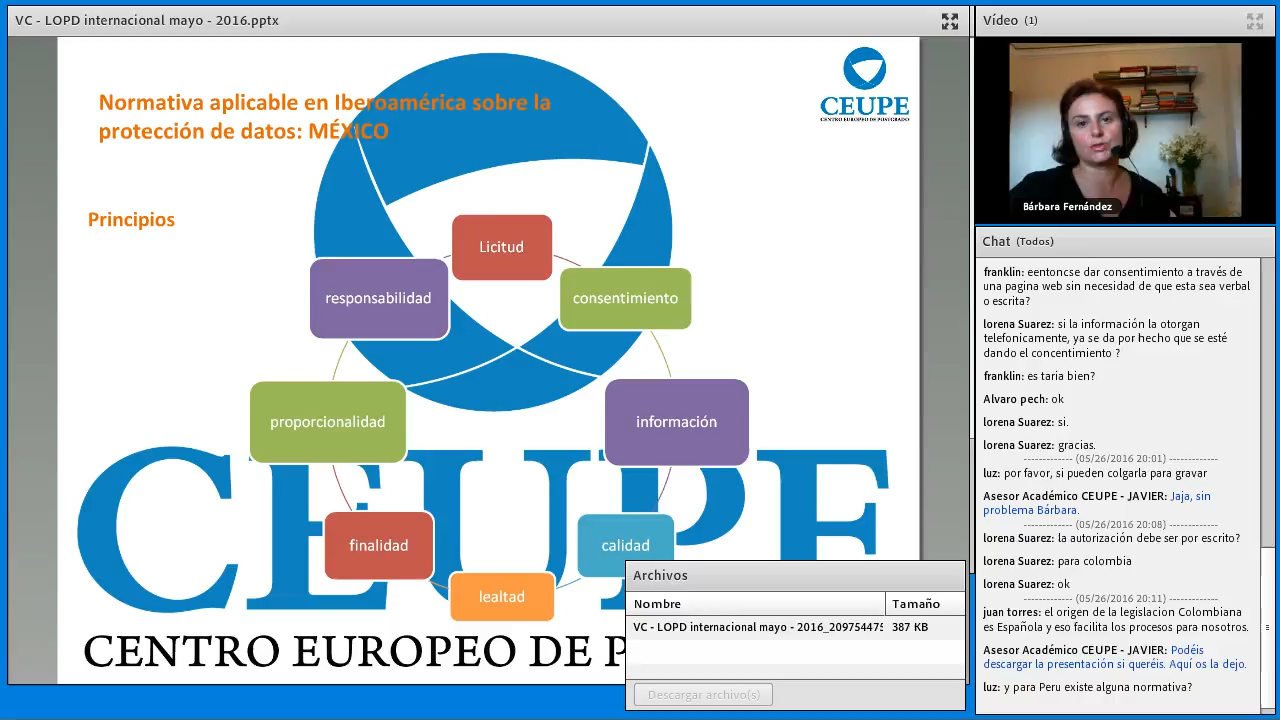 VC - LOPD internacional mayo - 2016.pptx
Normativa aplicable en Iberoamérica sobre la
protección de datos: MÉXICO
CEUPE
CENTRO EUROPEO DE POSTGRADO
Principios
Licitud
consentimiento
información
calidad
lealtad
finalidad
proporcionalidad
responsabilidad
CEUPE
CENTRO EUROPEO DE P
Archivos
Nombre Tamaño
VC - LOPD internacional mayo - 2016_209754475 387 KB
Descargar archivo(s)
Vídeo (1)
Bárbara Fernández
Chat (Todos)
franklin: eentoncse dar consentimiento a través de
una pagina web sin necesidad de que esta sea verbal
o escrita?
lorena Suarez: si la información la otorgan
telefonicamente, ya se da por hecho que se esté
dando el concentimiento ?
franklin: es taria bien?
Alvaro pech: ok
lorena Suarez: si.
lorena Suarez: gracias.
------------- (05/26/2016 20:01) -------------
luz: por favor, si pueden colgarla para gravar
Asesor Académico CEUPE - JAVIER: Jaja, sin
problema Bárbara.
------------- (05/26/2016 20:08) -------------
lorena Suarez: la autorización debe ser por escrito?
lorena Suarez: para colombia
lorena Suarez: ok
------------- (05/26/2016 20:11) -------------
juan torres: el origen de la legislacion Colombiana
es Española y eso facilita los procesos para nosotros.
Asesor Académico CEUPE - JAVIER: Podéis
descargar la presentación si queréis. Aquí os la dejo.
luz: y para Peru existe alguna normativa?